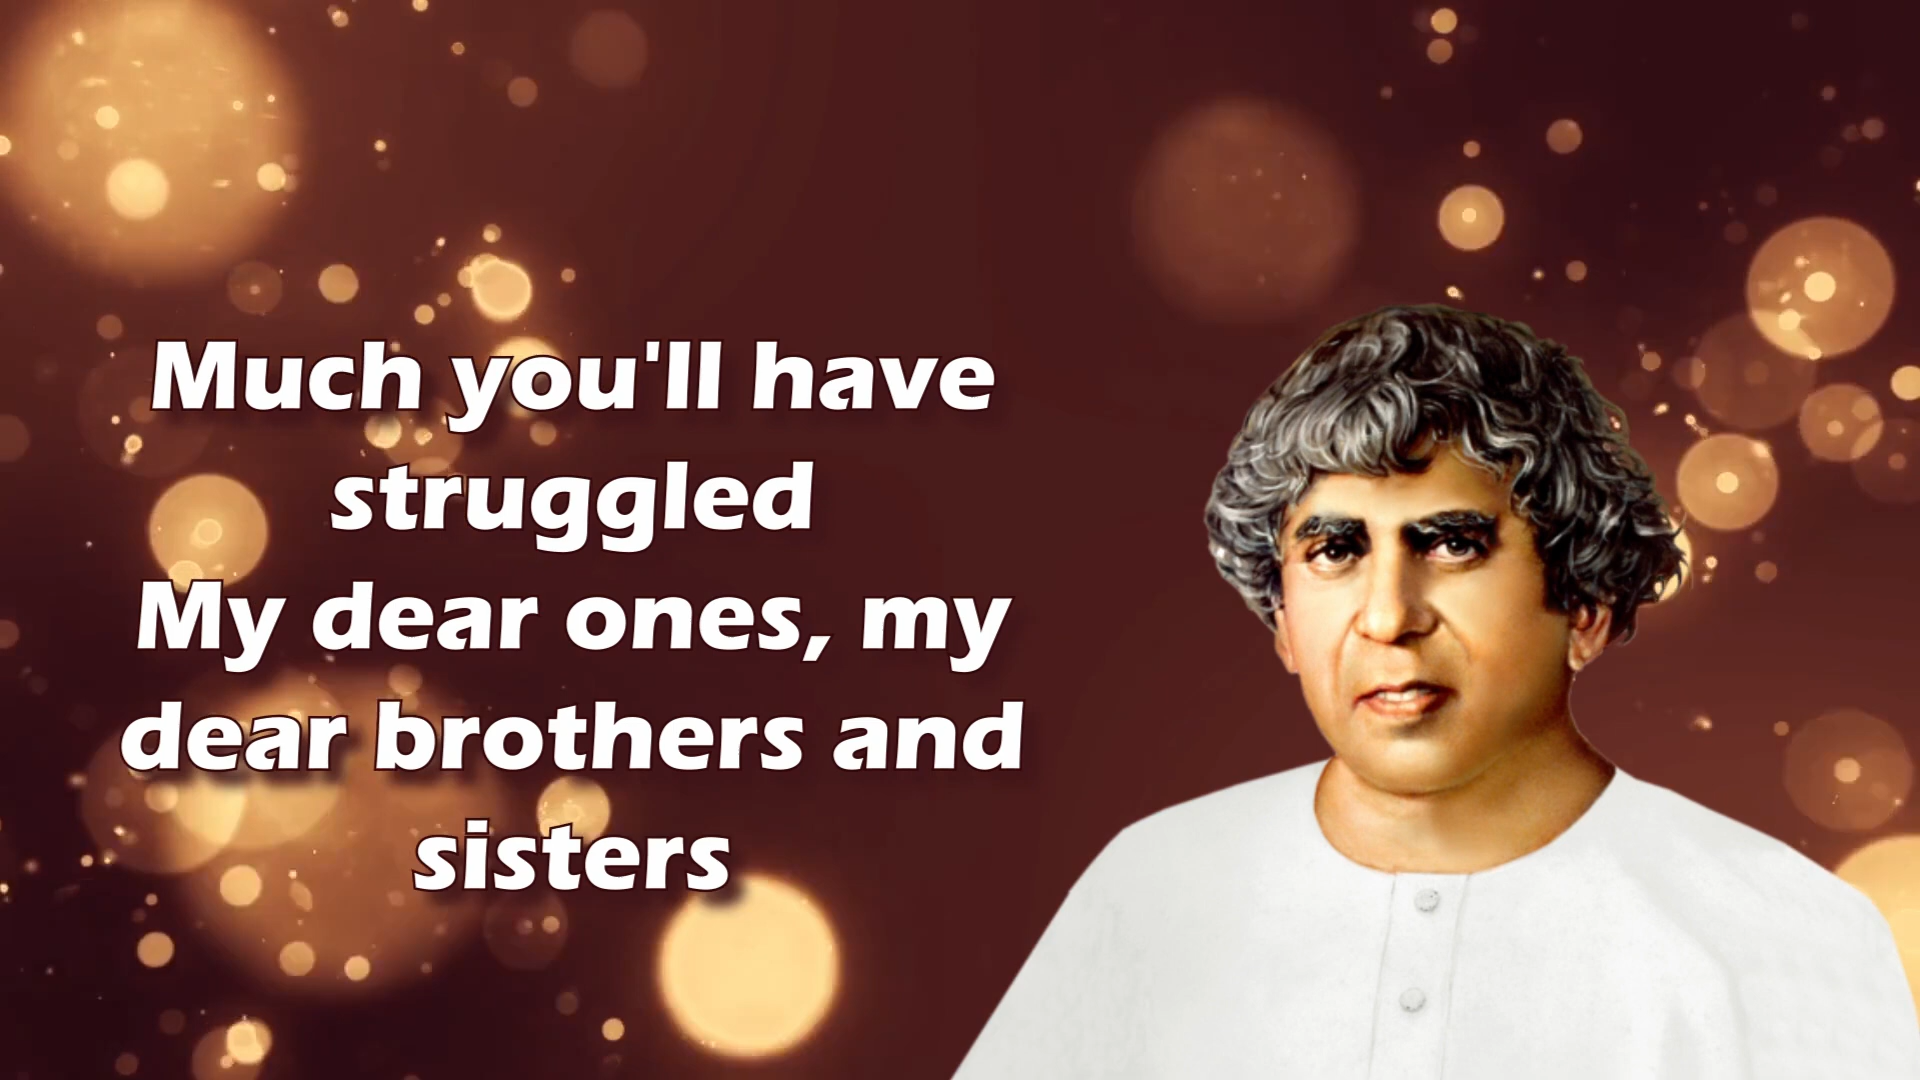 Much you'll have
struggled
My dear ones, my
dear brothers and
sisters